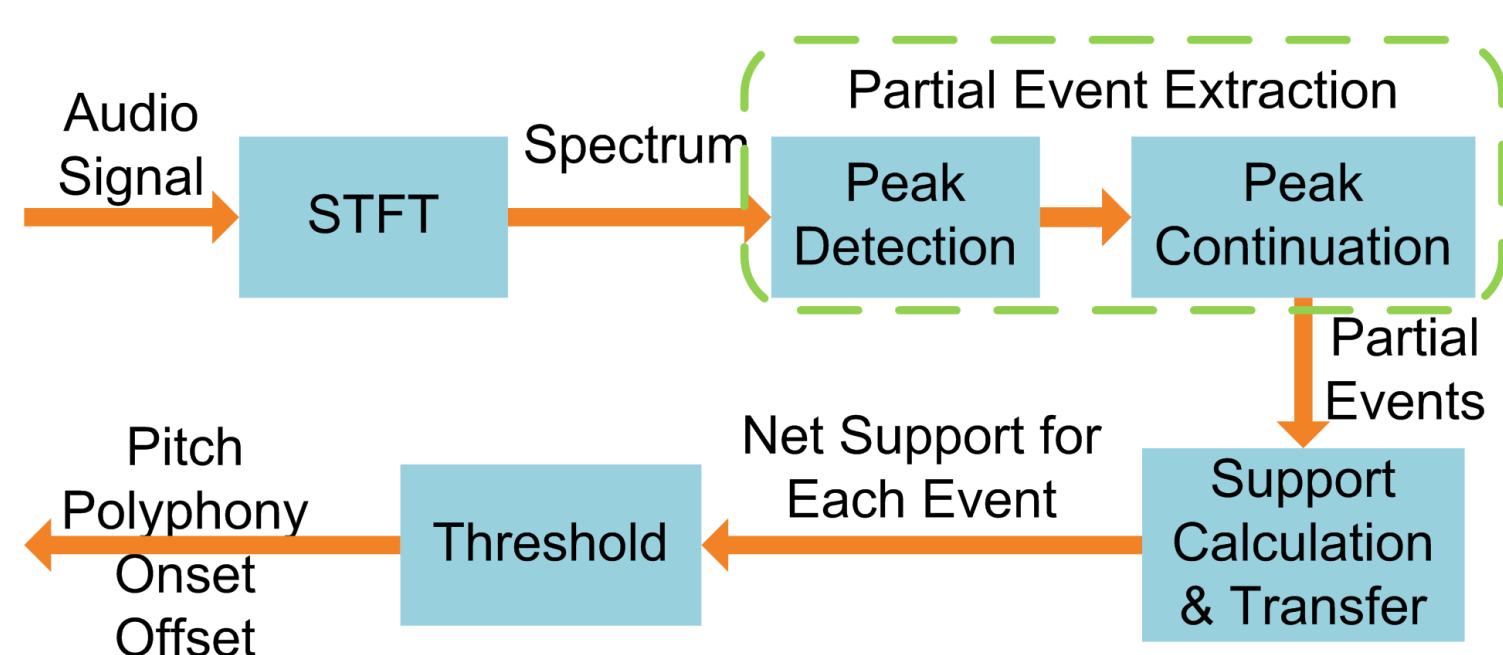 Audio
Signal
STFT
Spectrum
Partial Event Extraction
Peak
Detection
Peak
Continuation
Partial
Events
Support
Calculation
& Transfer
Net Support for
Each Event
Threshold
Pitch
Polyphony
Onset
Offset